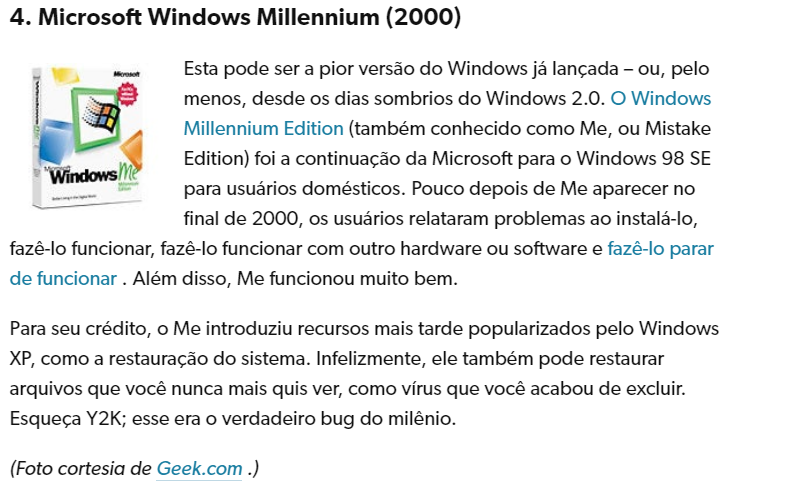 4. Microsoft Windows Millennium (2000)
Microsoft
Windows Me
Millennium
Edition
Microsoft
Windows Me
Esta pode ser a pior versão do Windows já lançada – ou, pelo
menos, desde os dias sombrios do Windows 2.0. O Windows
Millennium Edition (também conhecido como Me, ou Mistake
Edition) foi a continuação da Microsoft para o Windows 98 SE
para usuários domésticos. Pouco depois de Me aparecer no
final de 2000, os usuários relataram problemas ao instalá-lo,
fazê-lo funcionar, fazê-lo funcionar com outro hardware ou software e fazê-lo parar
de funcionar . Além disso, Me funcionou muito bem.
Para seu crédito, o Me introduziu recursos mais tarde popularizados pelo Windows
XP, como a restauração do sistema. Infelizmente, ele também pode restaurar
arquivos que você nunca mais quis ver, como vírus que você acabou de excluir.
Esqueça Y2K; esse era o verdadeiro bug do milênio.
(Foto cortesia de Geek.com .)